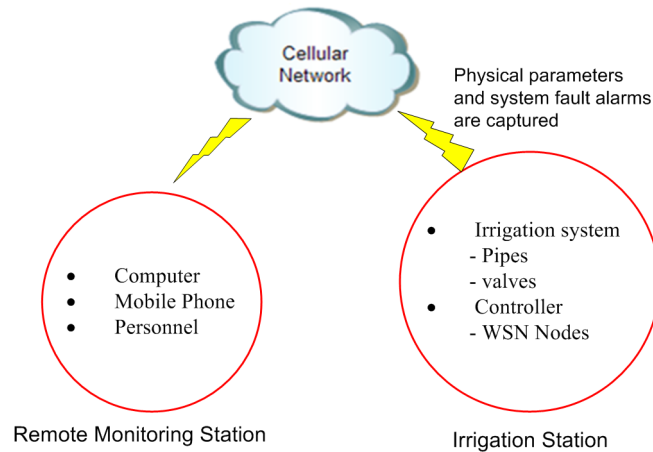 Cellular
Network
Physical parameters
and system fault alarms
are captured
• Computer
• Mobile Phone
• Personnel
Remote Monitoring Station
• Irrigation system
- Pipes
- valves
• Controller
- WSN Nodes
Irrigation Station